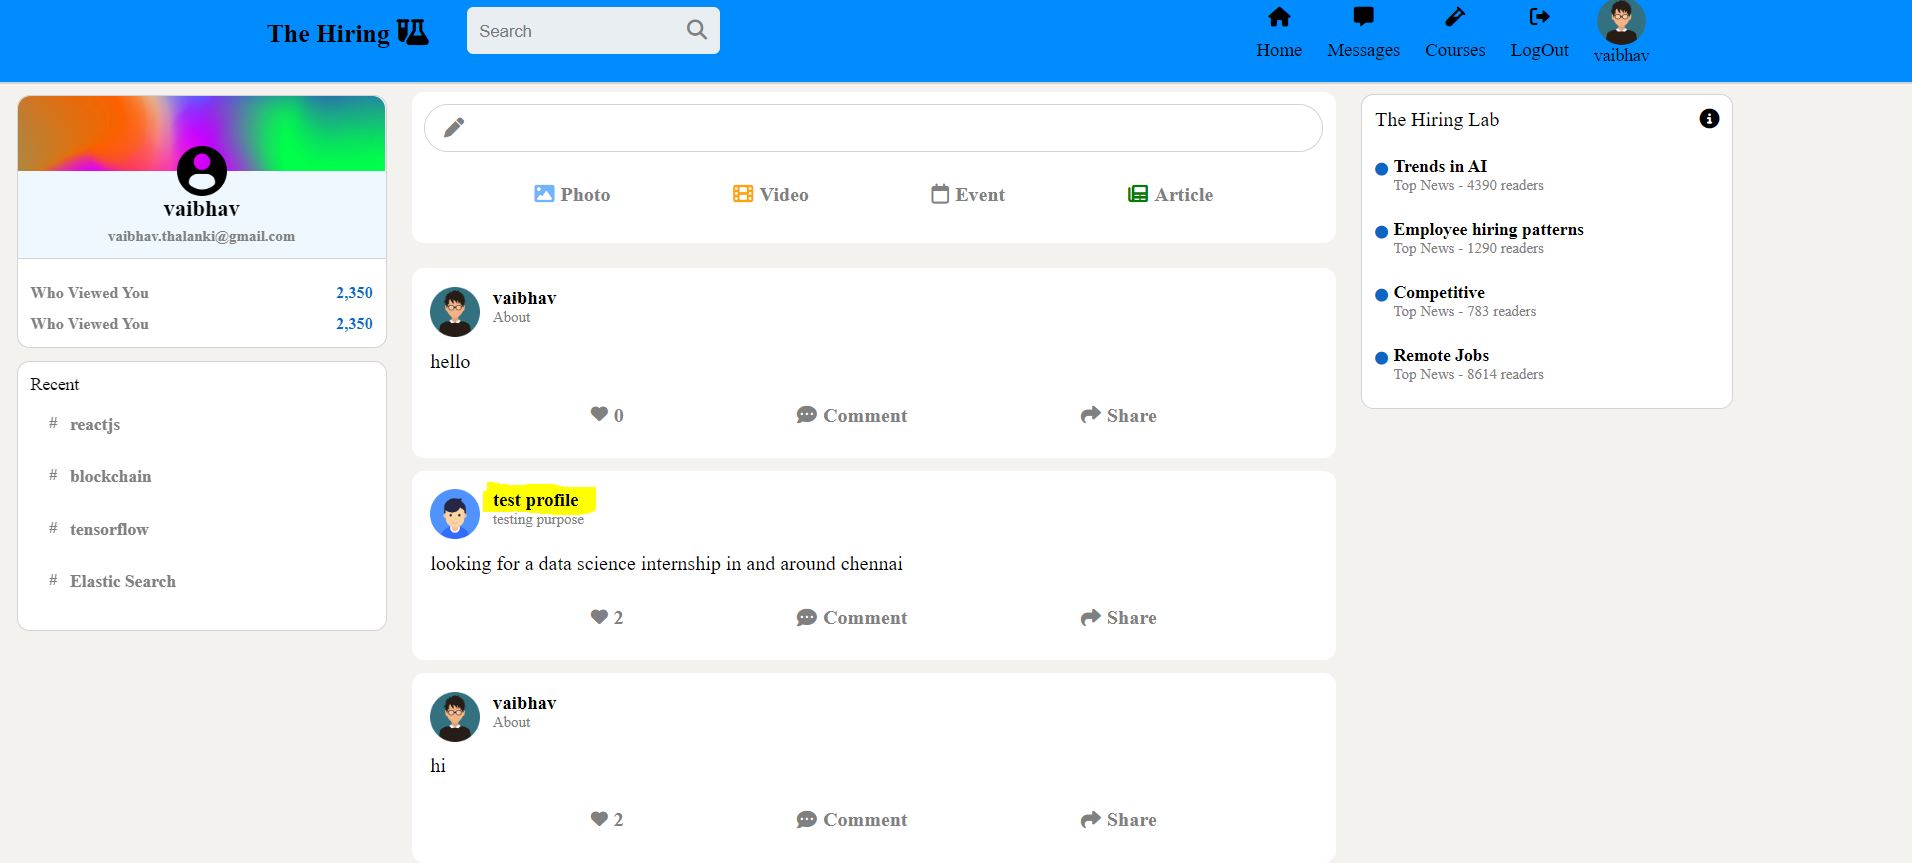 The Hiring
Search
Home
Messages
Courses
LogOut
vaibhav
vaibhav
vaibhav.thalanki@gmail.com
Who Viewed You 2,350
Who Viewed You 2,350
Recent
# reactjs
# blockchain
# tensorflow
# Elastic Search
Photo
Video
Event
Article
vaibhav
About
hello
0 Comment Share
test profile
testing purpose
looking for a data science internship in and around chennai
2 Comment Share
vaibhav
About
hi
2 Comment Share
The Hiring Lab
Trends in AI
Top News - 4390 readers
Employee hiring patterns
Top News - 1290 readers
Competitive
Top News - 783 readers
Remote Jobs
Top News - 8614 readers